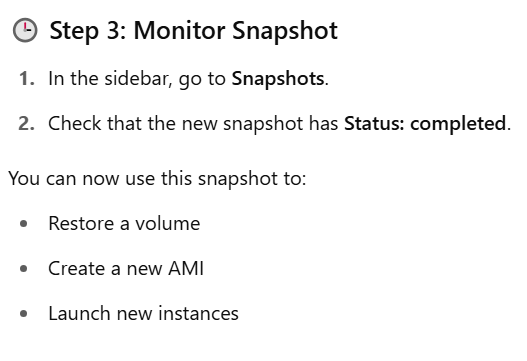 Step 3: Monitor Snapshot
1. In the sidebar, go to Snapshots.
2. Check that the new snapshot has Status: completed.
You can now use this snapshot to:
• Restore a volume
• Create a new AMI
• Launch new instances